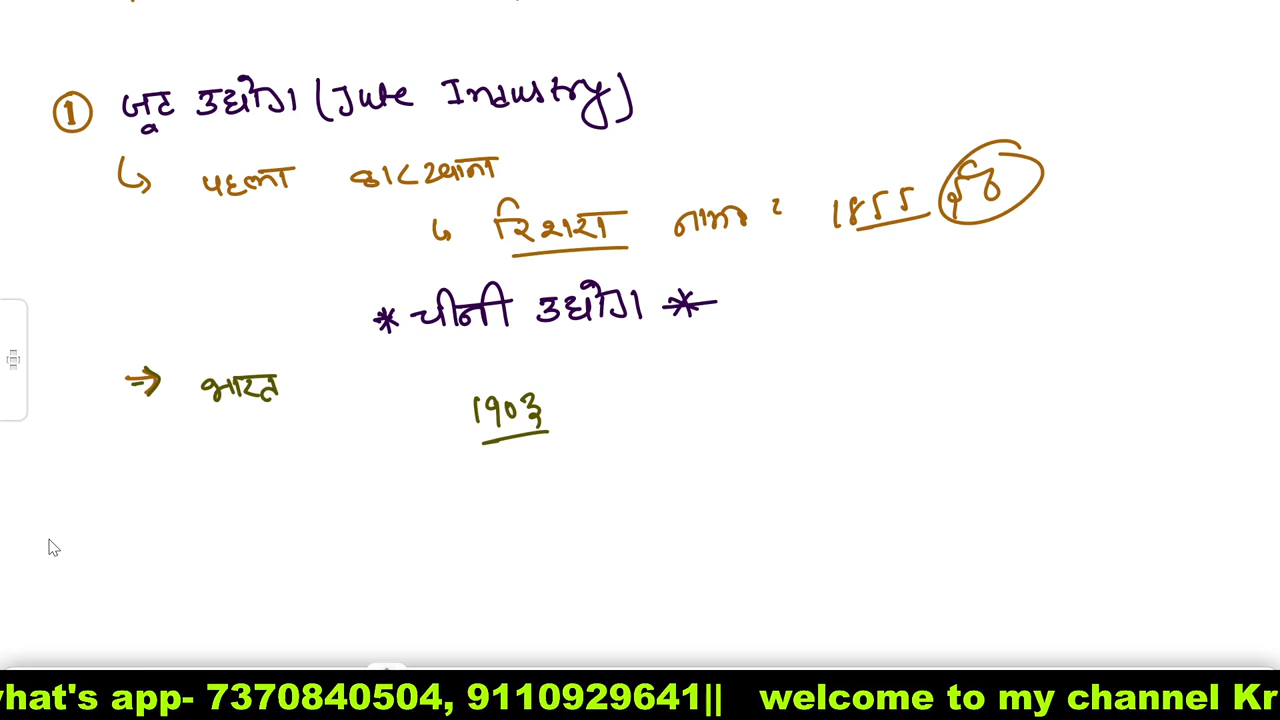 ① जूट उद्योग (Jute Industry)
↳ पहला कारखाना
↳ रिशरा नामक 1855 ई०
* चीनी उद्योग *
→ भारत 1903
what's app- 7370840504, 9110929641|| welcome to my channel Kr